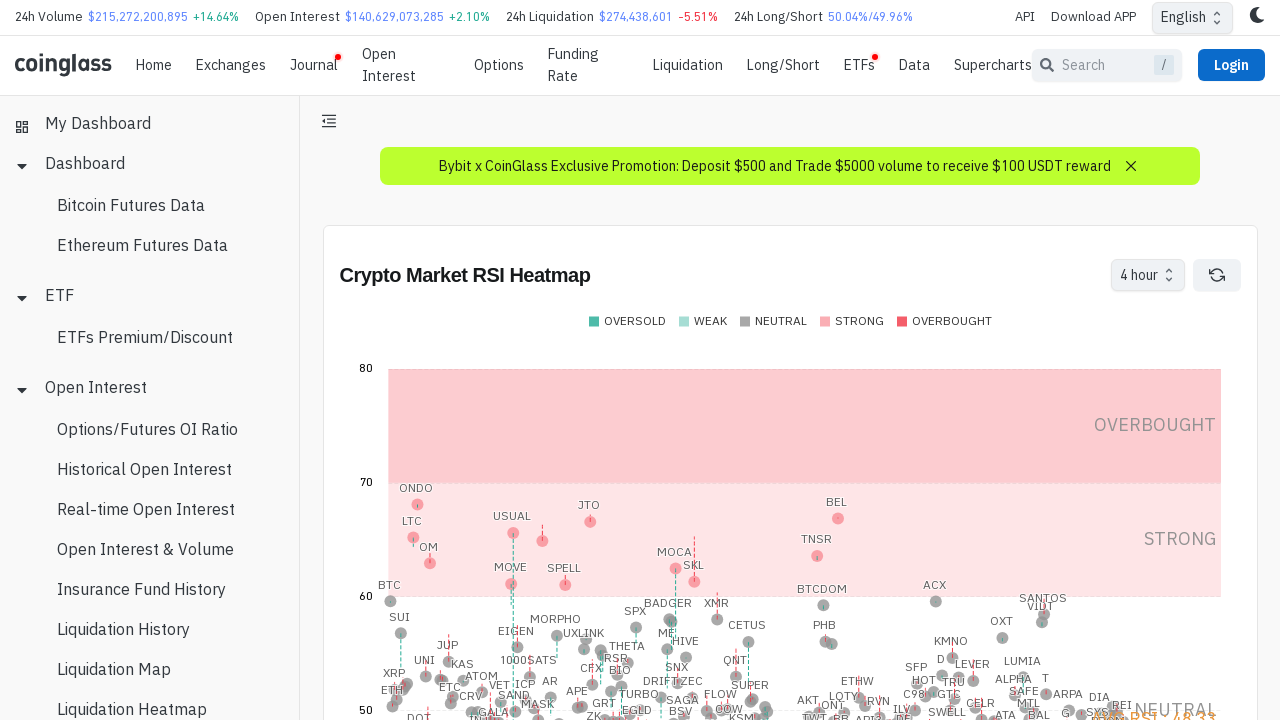 24h Volume $215,272,200,895 +14.64% Open Interest $140,629,073,285 +2.10% 24h Liquidation $274,438,601 -5.51% 24h Long/Short 50.04%/49.96% API Download APP English
coinglass Home Exchanges Journal Open Interest Options Funding Rate Liquidation Long/Short ETFs Data Supercharts Search / Login
My Dashboard
Dashboard
Bitcoin Futures Data
Ethereum Futures Data
ETF
ETFs Premium/Discount
Open Interest
Options/Futures OI Ratio
Historical Open Interest
Real-time Open Interest
Open Interest & Volume
Insurance Fund History
Liquidation History
Liquidation Map
Liquidation Heatmap
Bybit x CoinGlass Exclusive Promotion: Deposit $500 and Trade $5000 volume to receive $100 USDT reward
Crypto Market RSI Heatmap
4 hour
OVERSOLD WEAK NEUTRAL STRONG OVERBOUGHT
80
OVERBOUGHT
70
ONDO
BEL
JTO
USUAL
LTC
STRONG
TNSR
OM
MOCA
SKL
MOVE
SPELL
60
BTC
BTCDOM
ACX
SANTOS
BADGER
XMR
VIDT
SPX
SUI
MORPHO
OXT
CETUS
PHB
EIGEN
UXLINK
ME
HIVE
KMNO
JUP
THETA
UNI
1000SATS
RSR
QNT
D
LUMIA
KAS
CFX
BIO
SNX
SFP
LEVER
XRP
ATOM
ICP
AR
DRIFT
ZEC
ETHW
HOT
TRU
ALPHA
T
ETH
ETC
VET
APE
SUPER
CRV
SAND
TURBO
FLOW
LOTV
C98
GTC
SAFE
ARPA
DIA
MASK
GRT
SAGA
AKT
ONT
RVN
CELR
MTL
REI
50
DOT
GALA
ZK
EGLD
BSV
KSM
SWELL
ATA
BAL
G
NEUTRAL